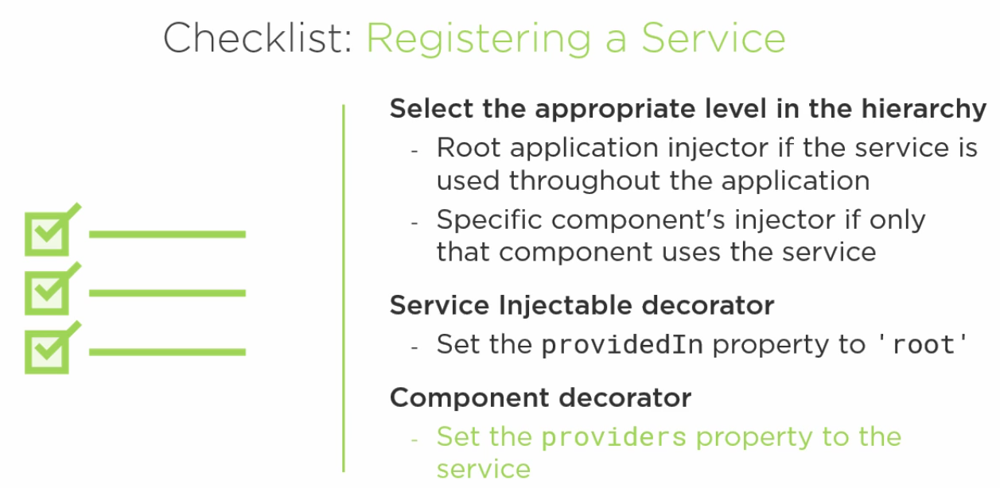 Checklist: Registering a Service
Select the appropriate level in the hierarchy
- Root application injector if the service is
used throughout the application
- Specific component's injector if only
that component uses the service
Service Injectable decorator
- Set the providedIn property to 'root'
Component decorator
- Set the providers property to the
service